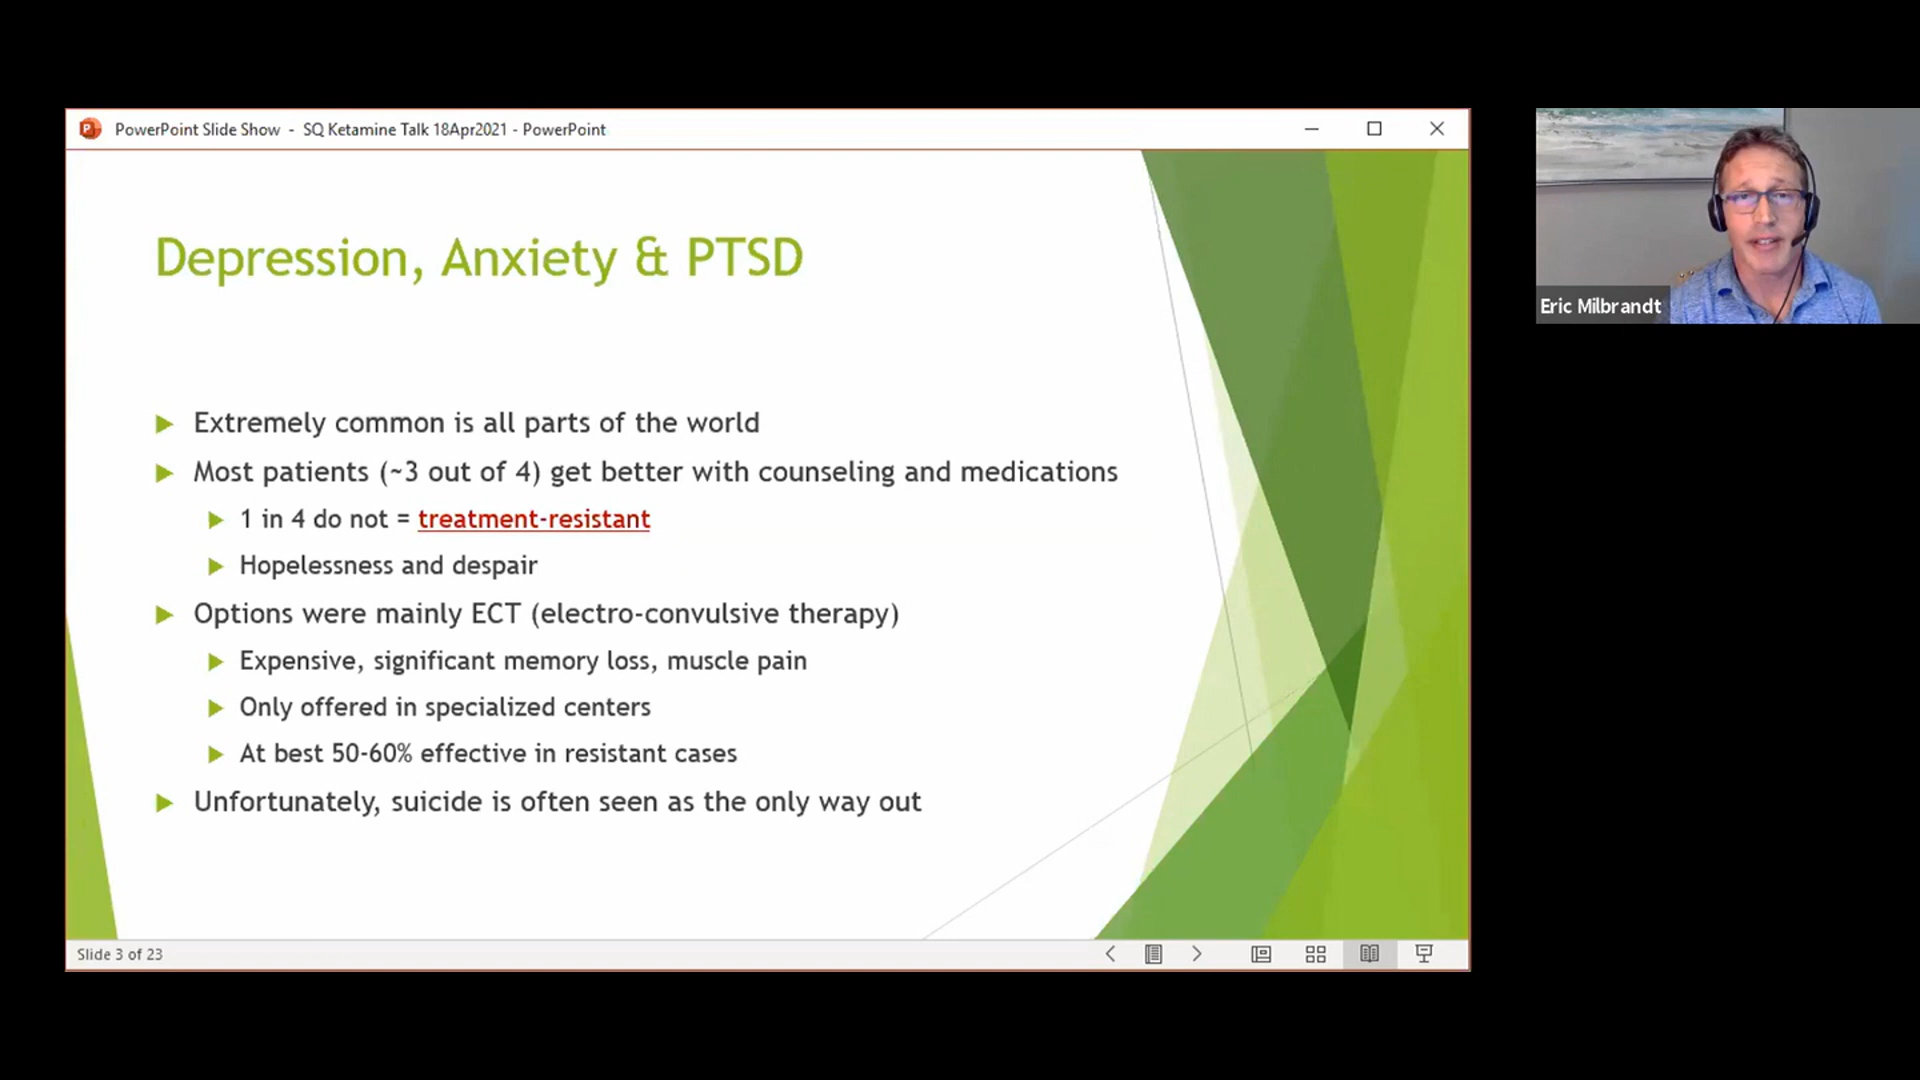 PowerPoint Slide Show - SQ Ketamine Talk 18Apr2021 - PowerPoint
Depression, Anxiety & PTSD
Extremely common is all parts of the world
Most patients (~3 out of 4) get better with counseling and medications
1 in 4 do not = treatment-resistant
Hopelessness and despair
Options were mainly ECT (electro-convulsive therapy)
Expensive, significant memory loss, muscle pain
Only offered in specialized centers
At best 50-60% effective in resistant cases
Unfortunately, suicide is often seen as the only way out
Slide 3 of 23
Eric Milbrandt